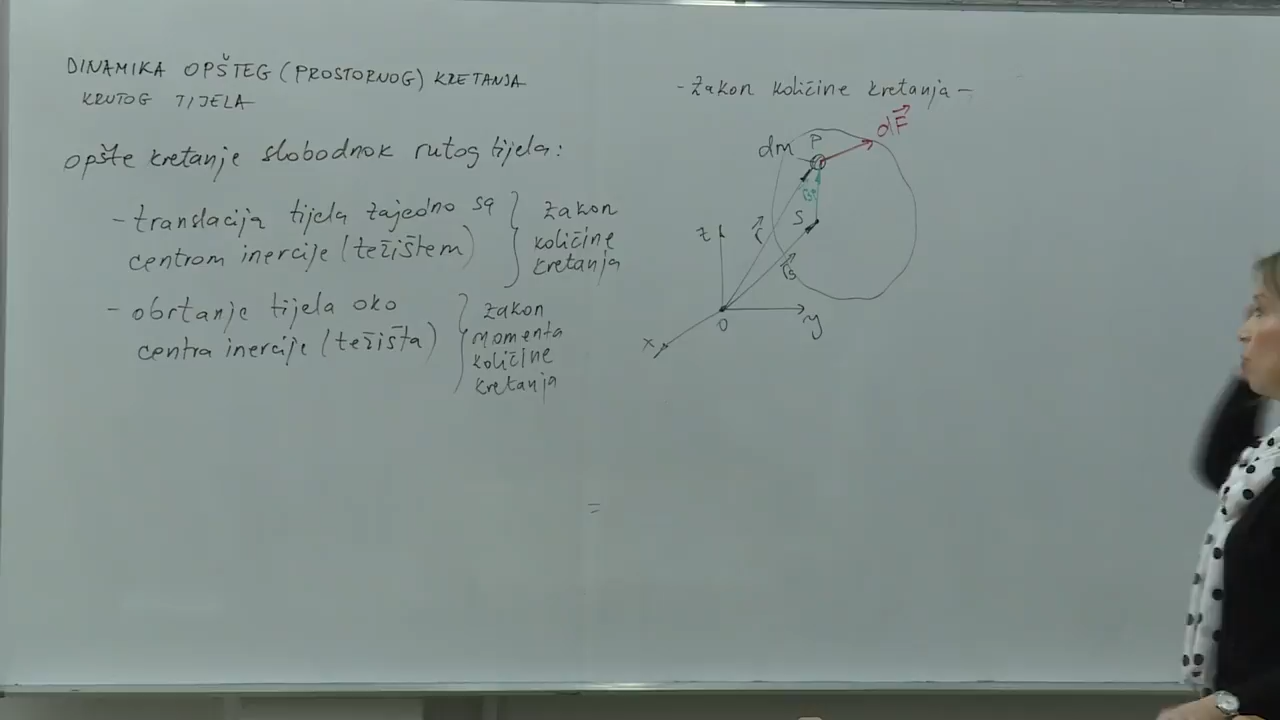 DINAMIKA OPŠTEG (PROSTORNOG) KRETANJA
KRUTOG TIJELA
opšte kretanje slobodnok rutog tijela:
- translacija tijela zajedno sa
centrom inercije (težištem)
zakon
količine
kretanja
- obrtanje tijela oko
centra inercije (težišta)
zakon
momenta
količine
kretanja
- Zakon količine kretanja -
dF⃗
dm P
S
z
r⃗
r⃗s
O
y
x
=